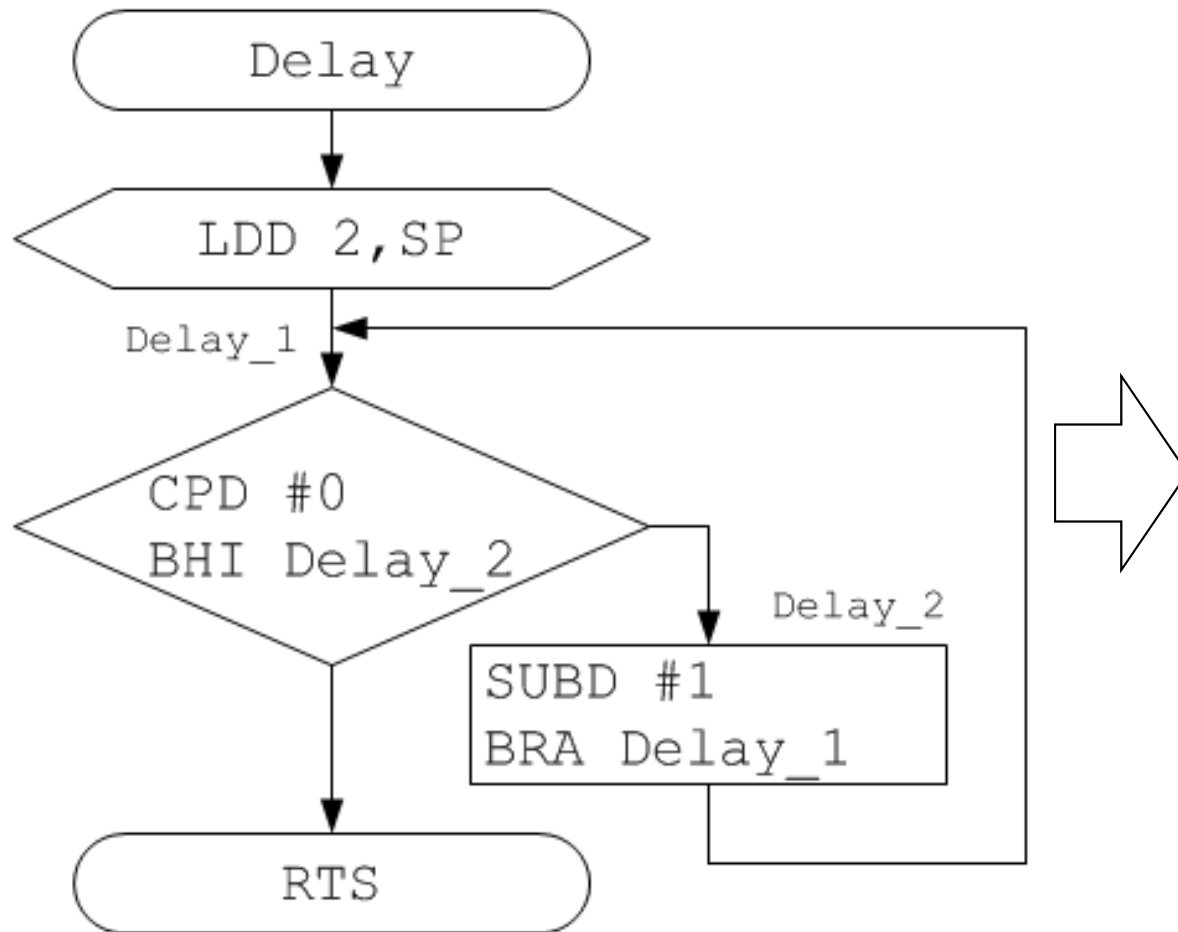 Delay
LDD 2,SP
Delay_1
CPD #0
BHI Delay_2
Delay_2
SUBD #1
BRA Delay_1
RTS